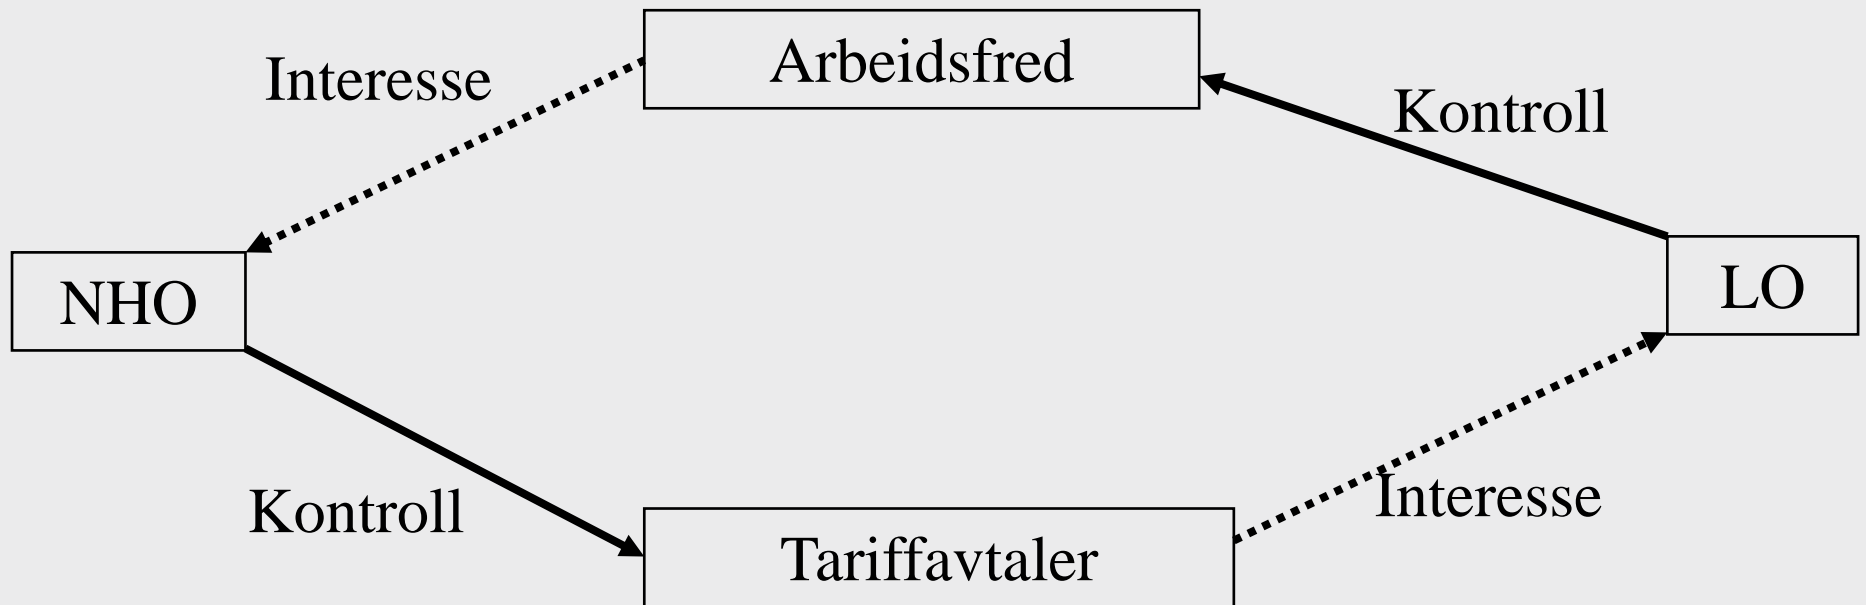 Arbeidsfred
Interesse
Kontroll
NHO
LO
Kontroll
Interesse
Tariffavtaler